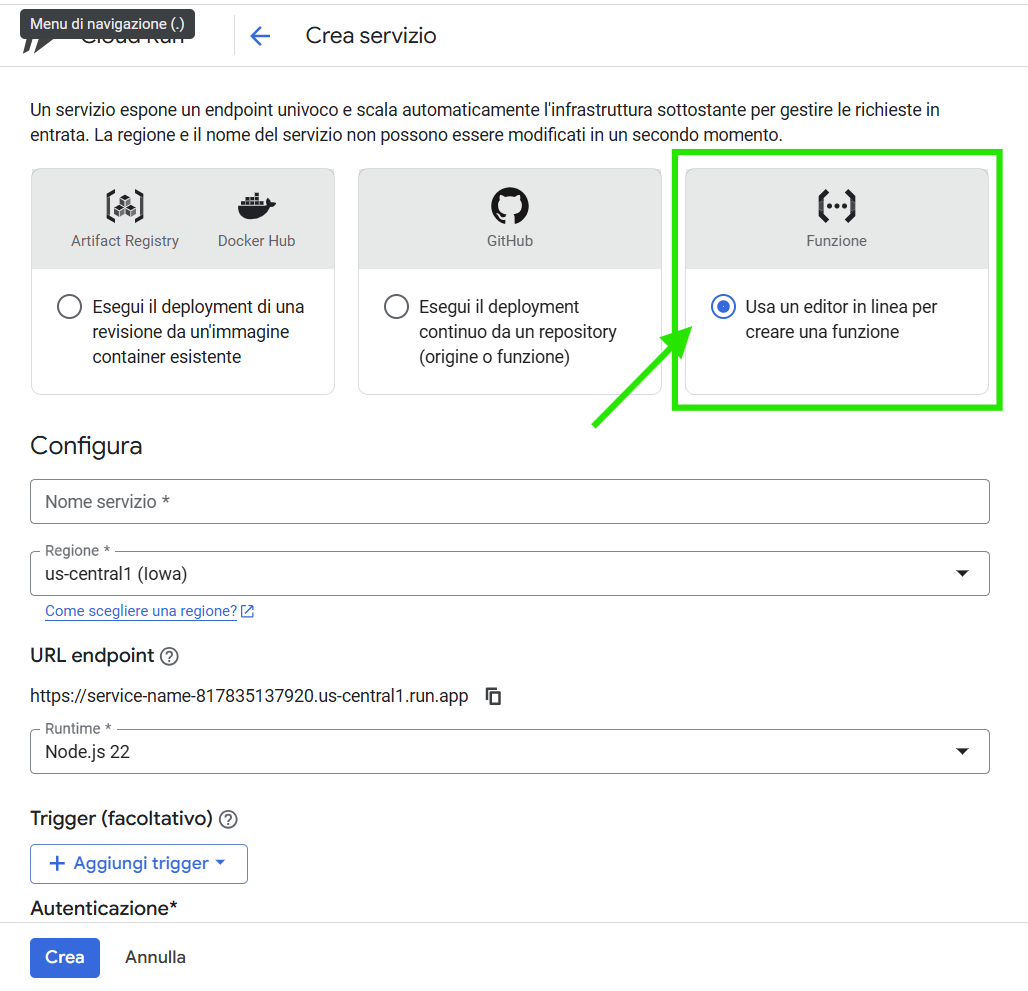 Menu di navigazione (.)
Cloud Run
Crea servizio
Un servizio espone un endpoint univoco e scala automaticamente l'infrastruttura sottostante per gestire le richieste in
entrata. La regione e il nome del servizio non possono essere modificati in un secondo momento.
Artifact Registry
Docker Hub
Esegui il deployment di una
revisione da un'immagine
container esistente
GitHub
Esegui il deployment
continuo da un repository
(origine o funzione)
Funzione
Usa un editor in linea per
creare una funzione
Configura
Nome servizio *
Regione *
us-central1 (Iowa)
Come scegliere una regione?
URL endpoint
https://service-name-817835137920.us-central1.run.app
Runtime *
Node.js 22
Trigger (facoltativo)
+ Aggiungi trigger
Autenticazione*
Crea
Annulla